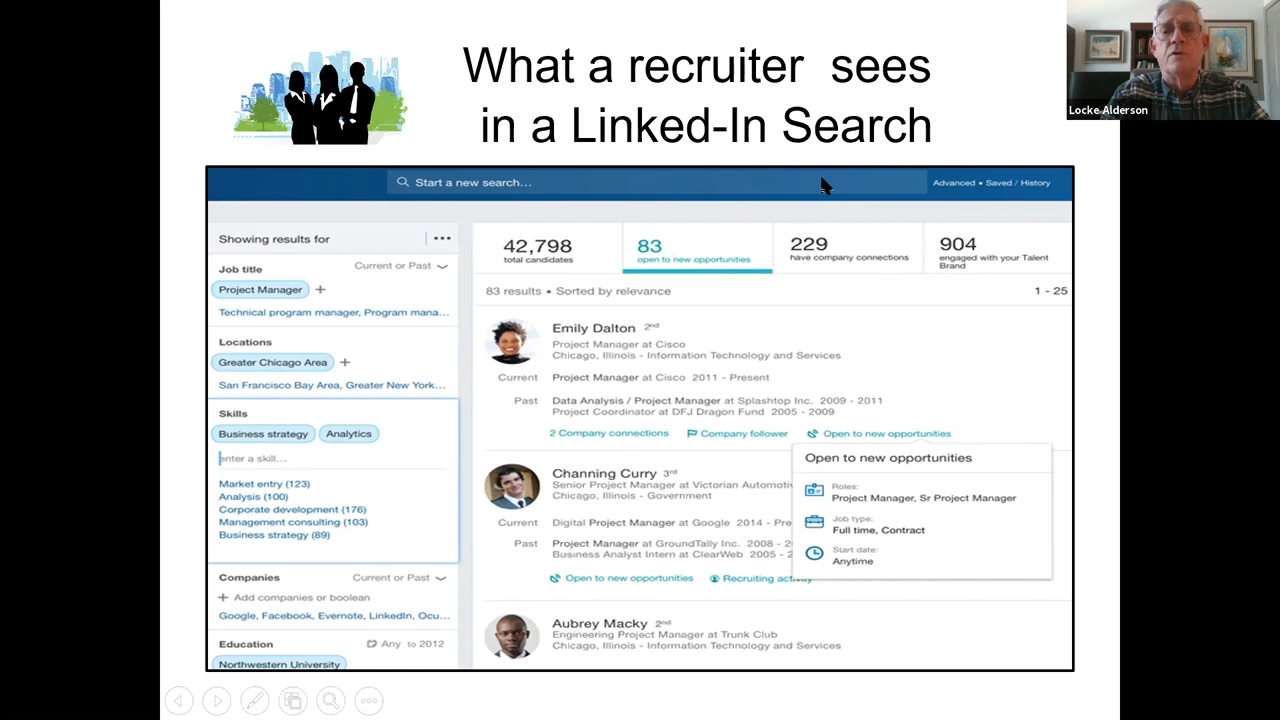 What a recruiter sees
in a Linked-In Search
Locke Alderson
Start a new search...
Advanced • Saved / History
Showing results for
Job title
Current or Past
Project Manager +
Technical program manager, Program mana...
Locations
Greater Chicago Area +
San Francisco Bay Area, Greater New York...
Skills
Business strategy
Analytics
enter a skill...
Market entry (123)
Analysis (100)
Corporate development (176)
Management consulting (103)
Business strategy (89)
Companies
Current or Past
+ Add companies or boolean
Google, Facebook, Evernote, LinkedIn, Ocu...
Education
Any to 2012
Northwestern University
42,798
total candidates
83
open to new opportunities
229
have company connections
904
engaged with your Talent
Brand
83 results • Sorted by relevance
1 - 25
Emily Dalton 2nd
Project Manager at Cisco
Chicago, Illinois - Information Technology and Services
Current Project Manager at Cisco 2011 - Present
Past Data Analysis / Project Manager at Splashtop Inc. 2009 - 2011
Project Coordinator at DFJ Dragon Fund 2005 - 2009
2 Company connections
Company follower
Open to new opportunities
Channing Curry 3rd
Senior Project Manager at Victorian Automotiv
Chicago, Illinois - Government
Current Digital Project Manager at Google 2014 - Pre
Past Project Manager at GroundTally Inc. 2008 - 2
Business Analyst Intern at ClearWeb 2005 - 2
Open to new opportunities
Recruiting activity
Open to new opportunities
Roles:
Project Manager, Sr Project Manager
Job type:
Full time, Contract
Start date:
Anytime
Aubrey Macky 2nd
Engineering Project Manager at Trunk Club
Chicago, Illinois - Information Technology and Services